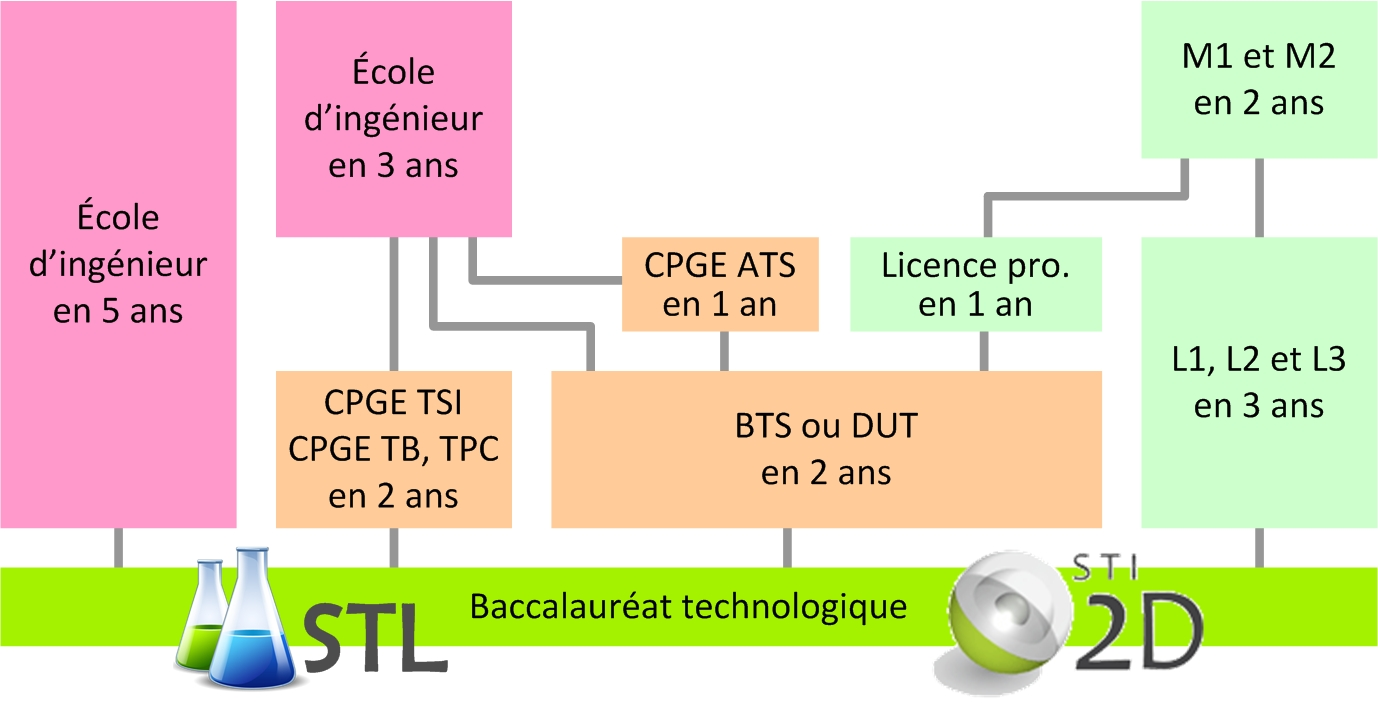 École
d’ingénieur
en 5 ans
École
d’ingénieur
en 3 ans
M1 et M2
en 2 ans
CPGE ATS
en 1 an
Licence pro.
en 1 an
CPGE TSI
CPGE TB, TPC
en 2 ans
BTS ou DUT
en 2 ans
L1, L2 et L3
en 3 ans
STL
Baccalauréat technologique
STI
2D